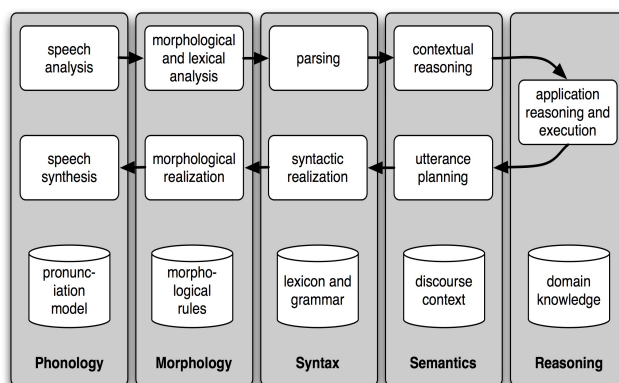 speech
analysis
morphological
and lexical
analysis
parsing
contextual
reasoning
application
reasoning and
execution
speech
synthesis
morphological
realization
syntactic
realization
utterance
planning
pronunc-
iation
model
morpho-
logical
rules
lexicon and
grammar
discourse
context
domain
knowledge
Phonology
Morphology
Syntax
Semantics
Reasoning